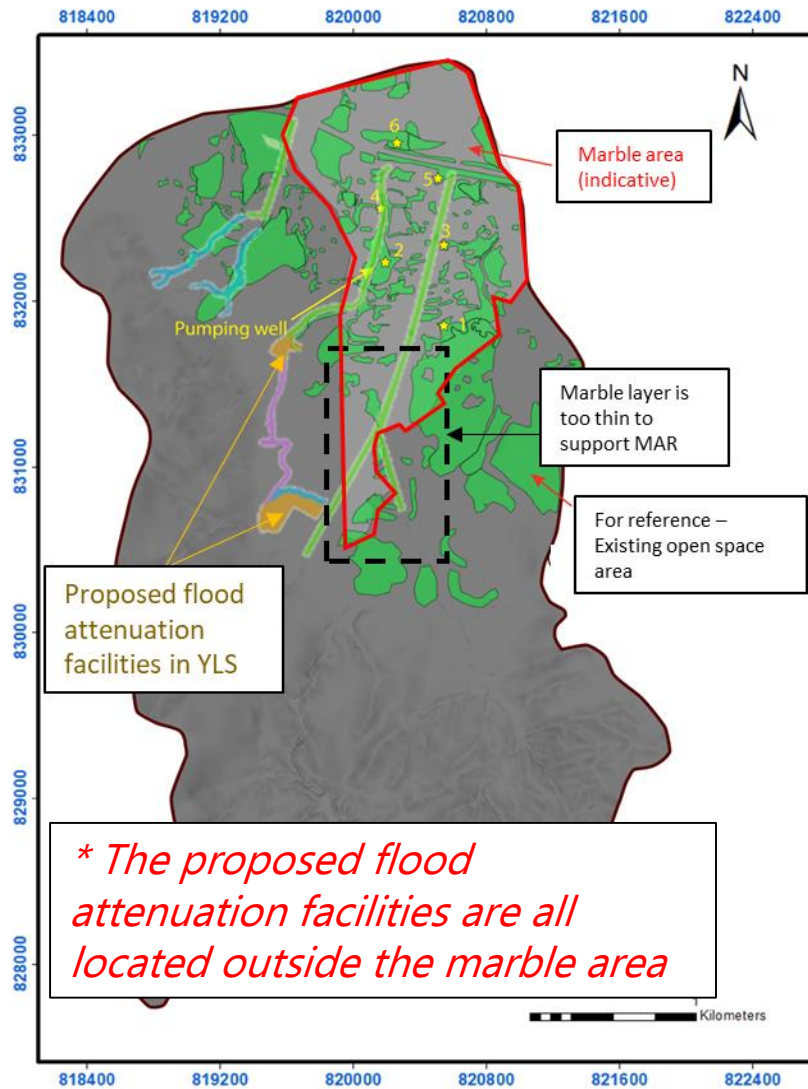 818400 819200 820000 820800 821600 822400
N
833000
6
Marble area
(indicative)
5
4
3
832000
2
Pumping well
1
Marble layer is
too thin to
support MAR
831000
For reference –
Existing open space
area
Proposed flood
attenuation
facilities in YLS
830000
829000
* The proposed flood
attenuation facilities are all
located outside the marble area
828000
Kilometers
818400 819200 820000 820800 821600 822400